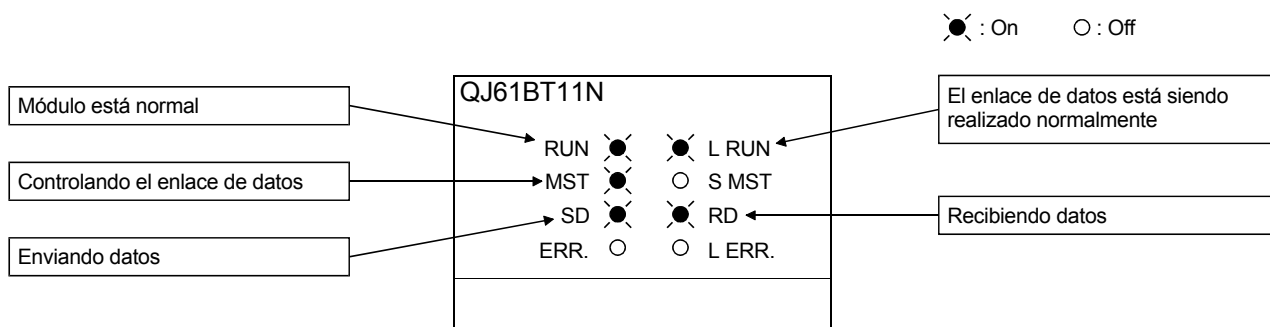 : On : Off
QJ61BT11N
Módulo está normal
El enlace de datos está siendo
realizado normalmente
RUN L RUN
Controlando el enlace de datos
MST S MST
SD RD
Recibiendo datos
Enviando datos
ERR. L ERR.